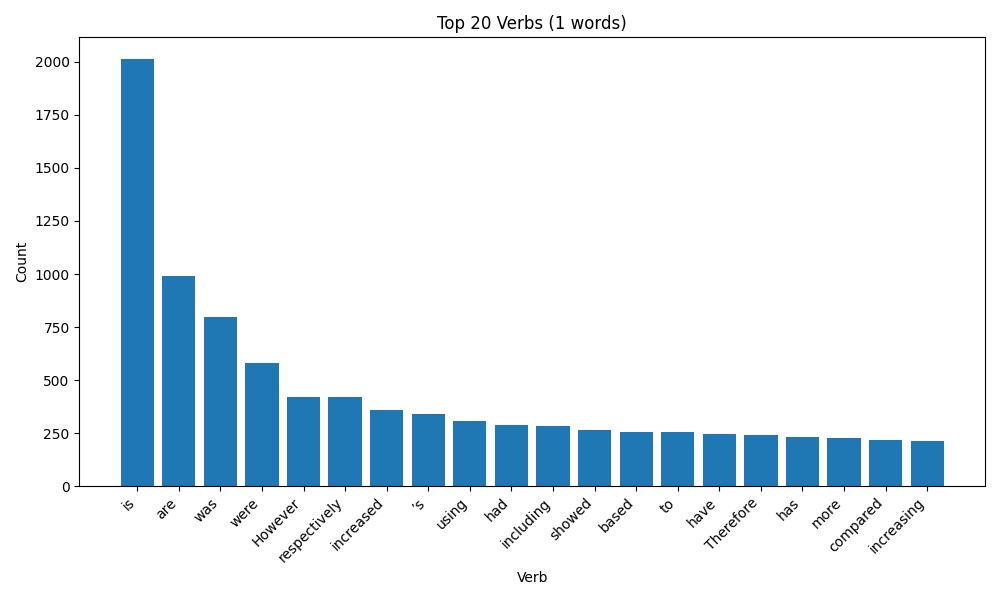 Top 20 Verbs (1 words)
Count
2000
1750
1500
1250
1000
750
500
250
0
is
are
was
were
However
respectively
increased
's
using
had
including
showed
based
to
have
Therefore
has
more
compared
increasing
Verb